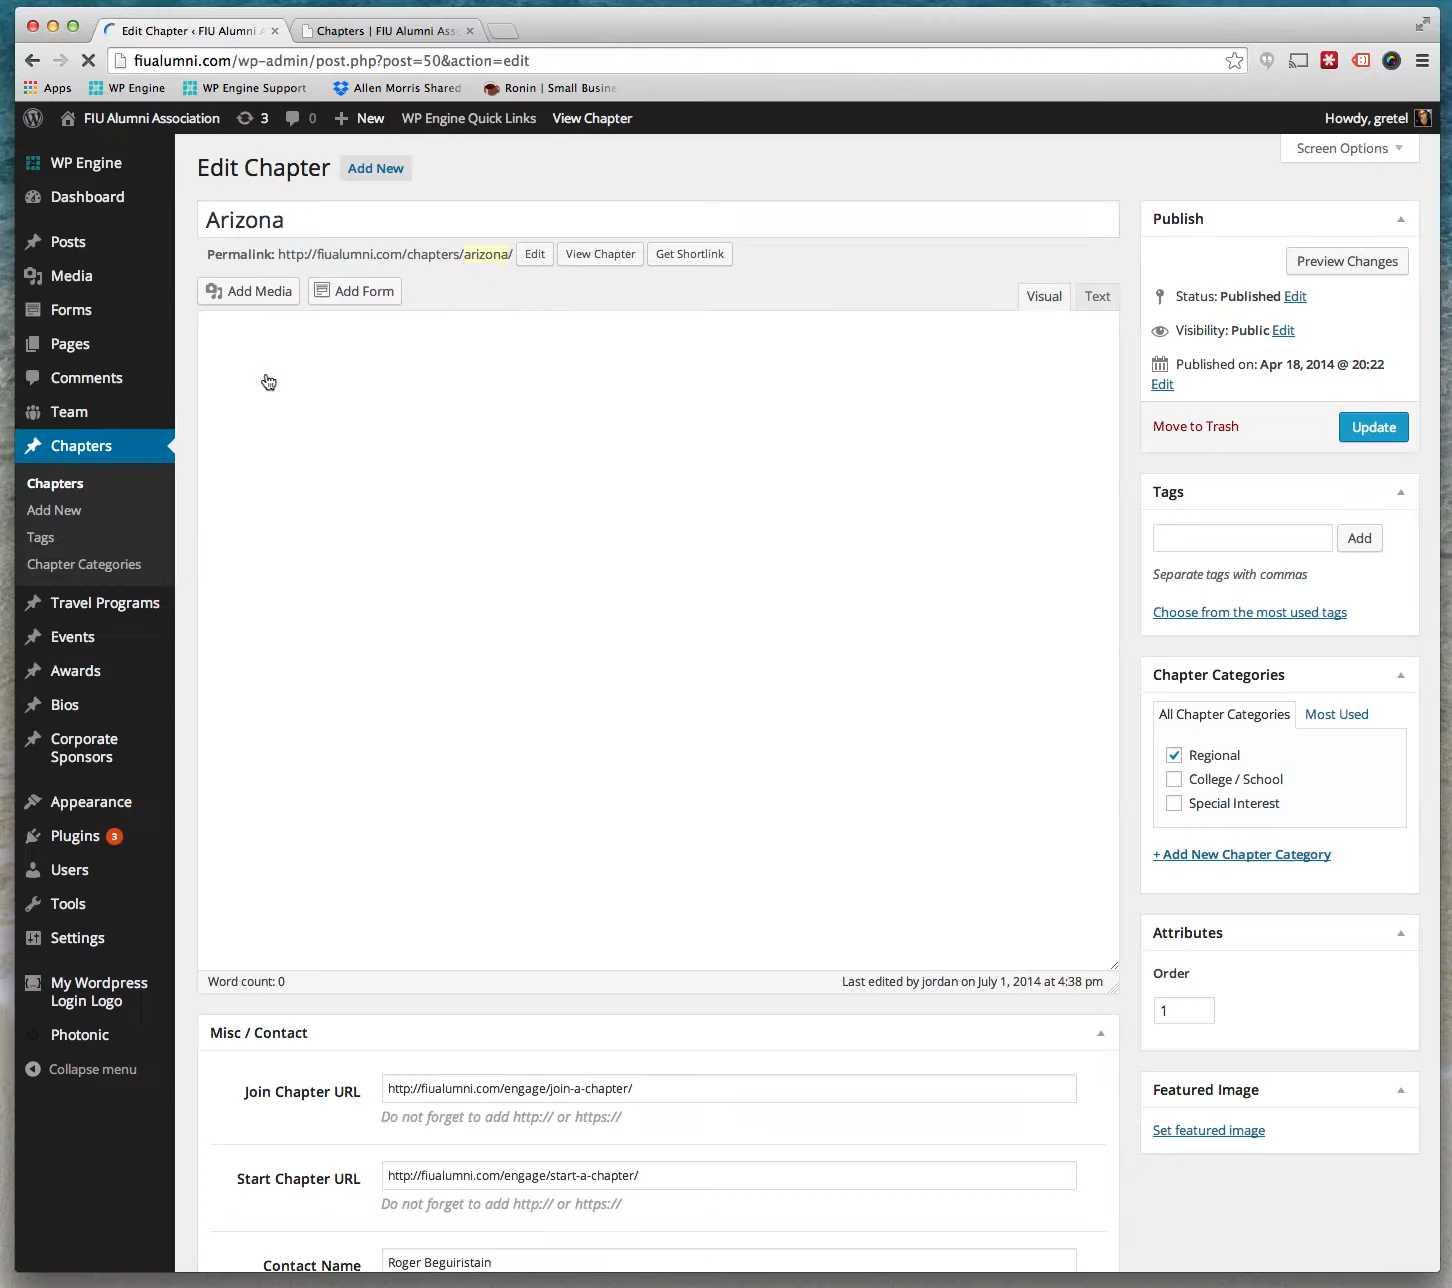 Edit Chapter ‹ FIU Alumni
Chapters | FIU Alumni Ass
fiualumni.com/wp-admin/post.php?post=50&action=edit
Apps WP Engine WP Engine Support Allen Morris Shared Ronin | Small Busine
FIU Alumni Association 3 0 New WP Engine Quick Links View Chapter Howdy, gretel
WP Engine
Dashboard
Posts
Media
Forms
Pages
Comments
Team
Chapters
Chapters
Add New
Tags
Chapter Categories
Travel Programs
Events
Awards
Bios
Corporate
Sponsors
Appearance
Plugins 3
Users
Tools
Settings
My Wordpress
Login Logo
Photonic
Collapse menu
Screen Options
Edit Chapter Add New
Arizona
Permalink: http://fiualumni.com/chapters/arizona/ Edit View Chapter Get Shortlink
Add Media Add Form
Visual Text
Word count: 0 Last edited by jordan on July 1, 2014 at 4:38 pm
Misc / Contact
Join Chapter URL http://fiualumni.com/engage/join-a-chapter/
Do not forget to add http:// or https://
Start Chapter URL http://fiualumni.com/engage/start-a-chapter/
Do not forget to add http:// or https://
Contact Name Roger Beguiristain
Publish
Preview Changes
Status: Published Edit
Visibility: Public Edit
Published on: Apr 18, 2014 @ 20:22
Edit
Move to Trash Update
Tags
Add
Separate tags with commas
Choose from the most used tags
Chapter Categories
All Chapter Categories Most Used
Regional
College / School
Special Interest
+ Add New Chapter Category
Attributes
Order
1
Featured Image
Set featured image